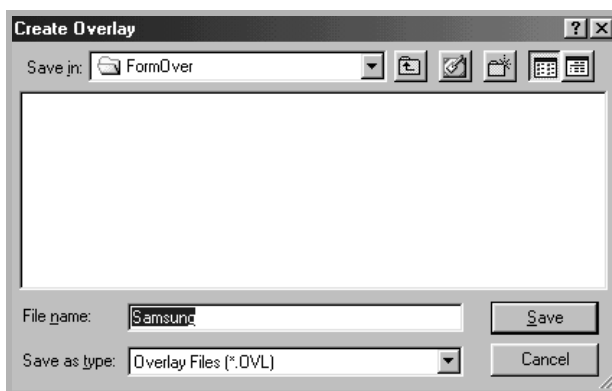 Create Overlay
Save in: FormOver
File name: Samsung
Save
Save as type: Overlay Files (*.OVL)
Cancel